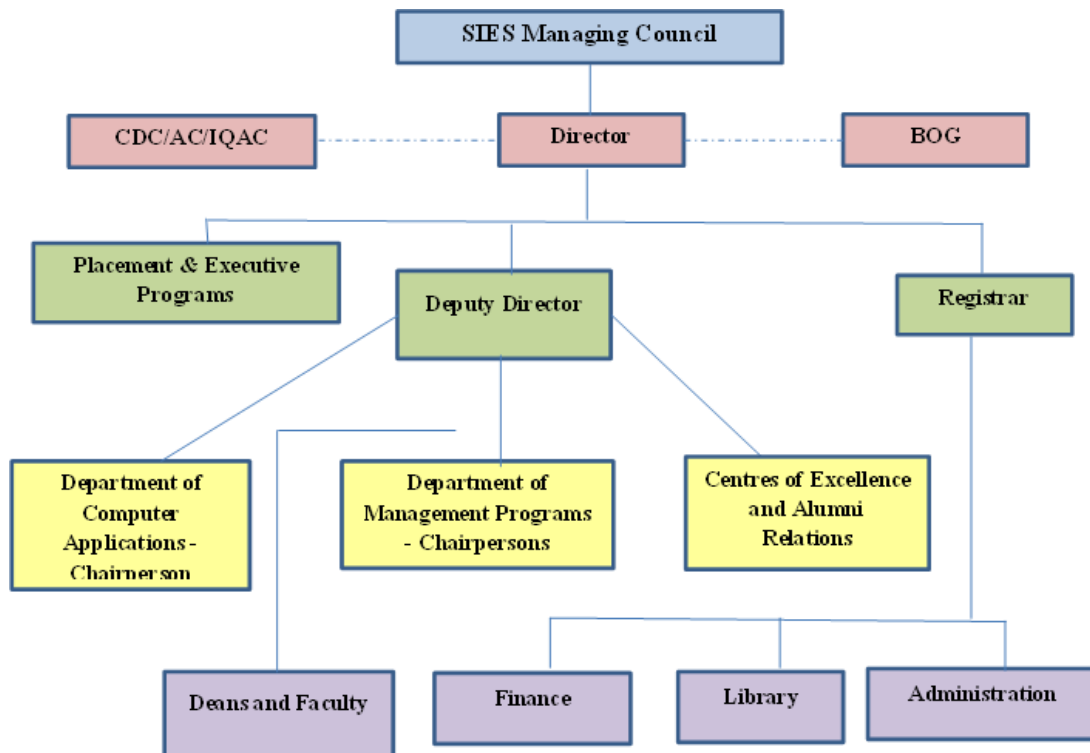 SIES Managing Council
CDC/AC/IQAC
Director
BOG
Placement & Executive
Programs
Deputy Director
Registrar
Department of
Computer
Applications-
Chairperson
Department of
Management Programs
- Chairpersons
Centres of Excellence
and Alumni
Relations
Deans and Faculty
Finance
Library
Administration